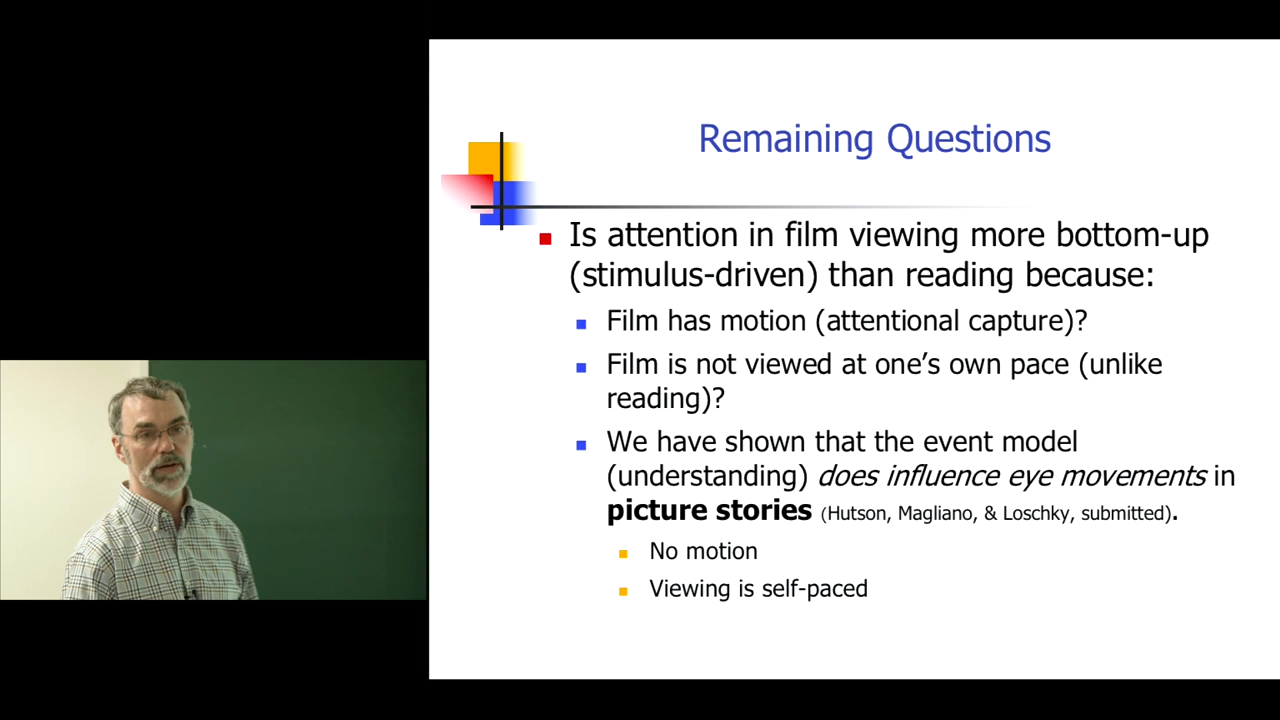 Remaining Questions
Is attention in film viewing more bottom-up
(stimulus-driven) than reading because:
Film has motion (attentional capture)?
Film is not viewed at one’s own pace (unlike
reading)?
We have shown that the event model
(understanding) does influence eye movements in
picture stories (Hutson, Magliano, & Loschky, submitted).
No motion
Viewing is self-paced